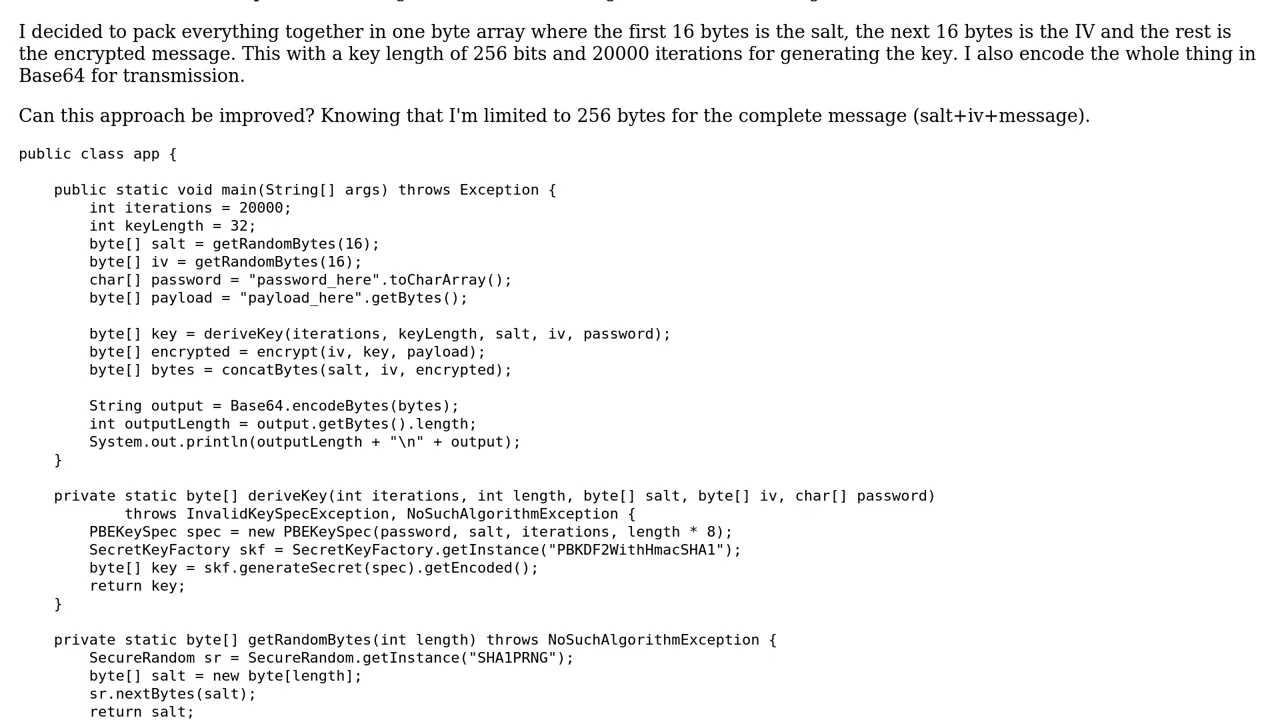 I decided to pack everything together in one byte array where the first 16 bytes is the salt, the next 16 bytes is the IV and the rest is
the encrypted message. This with a key length of 256 bits and 20000 iterations for generating the key. I also encode the whole thing in
Base64 for transmission.
Can this approach be improved? Knowing that I'm limited to 256 bytes for the complete message (salt+iv+message).
public class app {
    public static void main(String[] args) throws Exception {
        int iterations = 20000;
        int keyLength = 32;
        byte[] salt = getRandomBytes(16);
        byte[] iv = getRandomBytes(16);
        char[] password = "password_here".toCharArray();
        byte[] payload = "payload_here".getBytes();
        byte[] key = deriveKey(iterations, keyLength, salt, iv, password);
        byte[] encrypted = encrypt(iv, key, payload);
        byte[] bytes = concatBytes(salt, iv, encrypted);
        String output = Base64.encodeBytes(bytes);
        int outputLength = output.getBytes().length;
        System.out.println(outputLength + "\n" + output);
    }
    private static byte[] deriveKey(int iterations, int length, byte[] salt, byte[] iv, char[] password)
            throws InvalidKeySpecException, NoSuchAlgorithmException {
        PBEKeySpec spec = new PBEKeySpec(password, salt, iterations, length * 8);
        SecretKeyFactory skf = SecretKeyFactory.getInstance("PBKDF2WithHmacSHA1");
        byte[] key = skf.generateSecret(spec).getEncoded();
        return key;
    }
    private static byte[] getRandomBytes(int length) throws NoSuchAlgorithmException {
        SecureRandom sr = SecureRandom.getInstance("SHA1PRNG");
        byte[] salt = new byte[length];
        sr.nextBytes(salt);
        return salt;